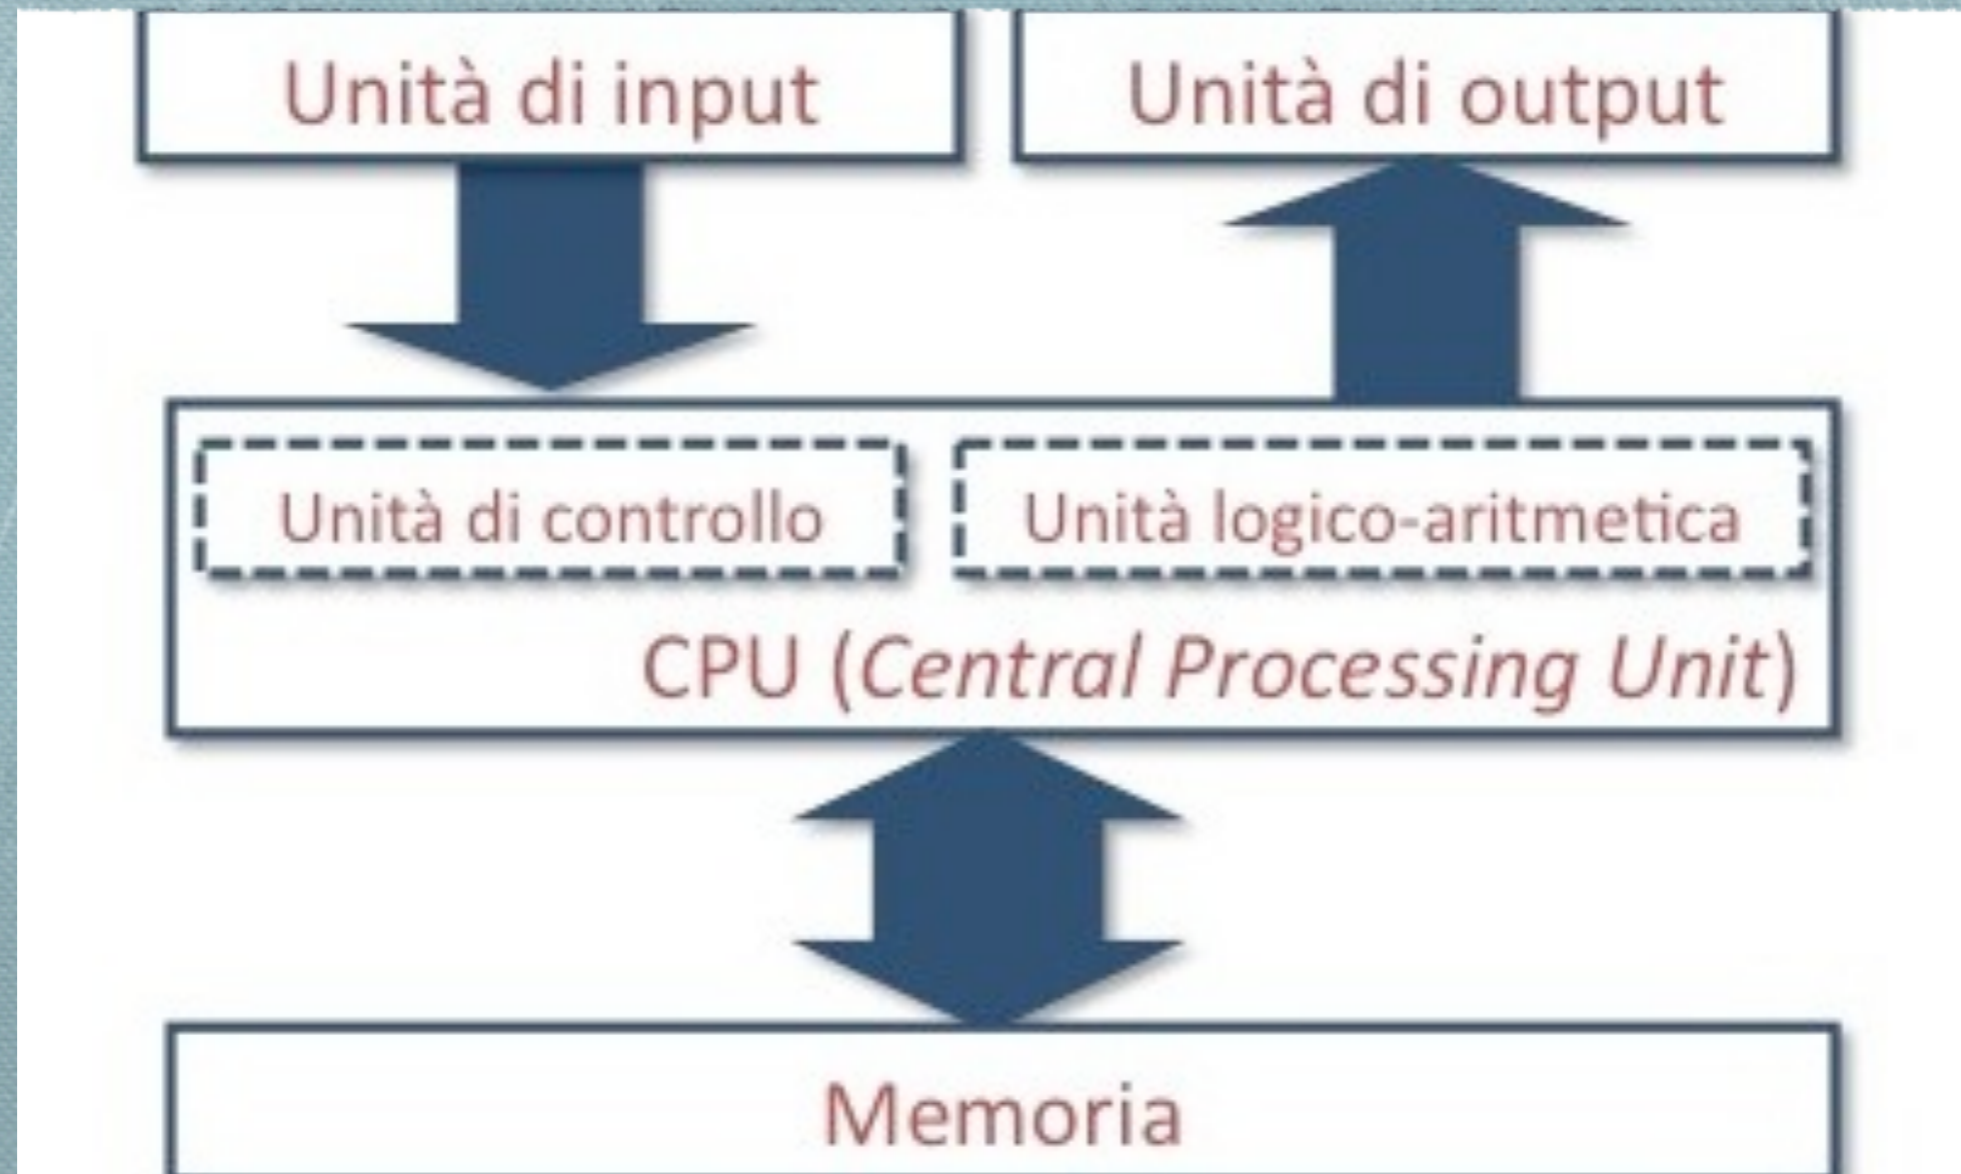 Unità di input
Unità di output
Unità di controllo
Unità logico-aritmetica
CPU (Central Processing Unit)
Memoria